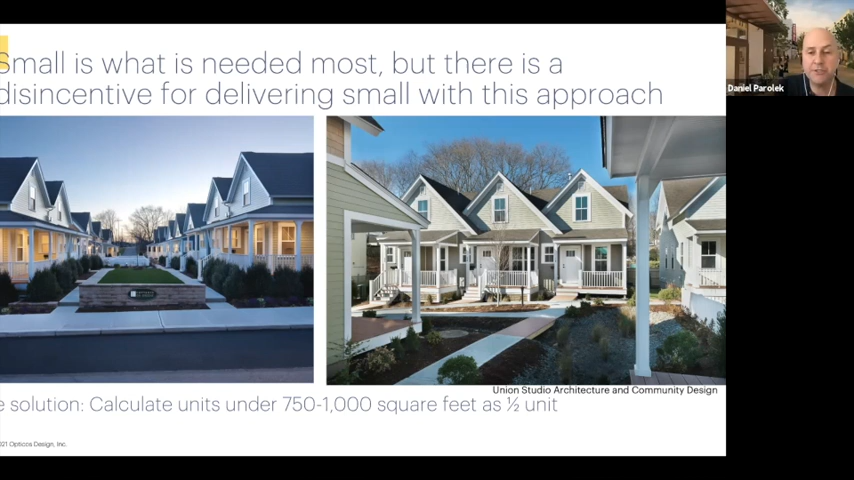 Small is what is needed most, but there is a
disincentive for delivering small with this approach
Daniel Parolek
Union Studio Architecture and Community Design
e solution: Calculate units under 750-1,000 square feet as ½ unit
021 Opticos Design, Inc.